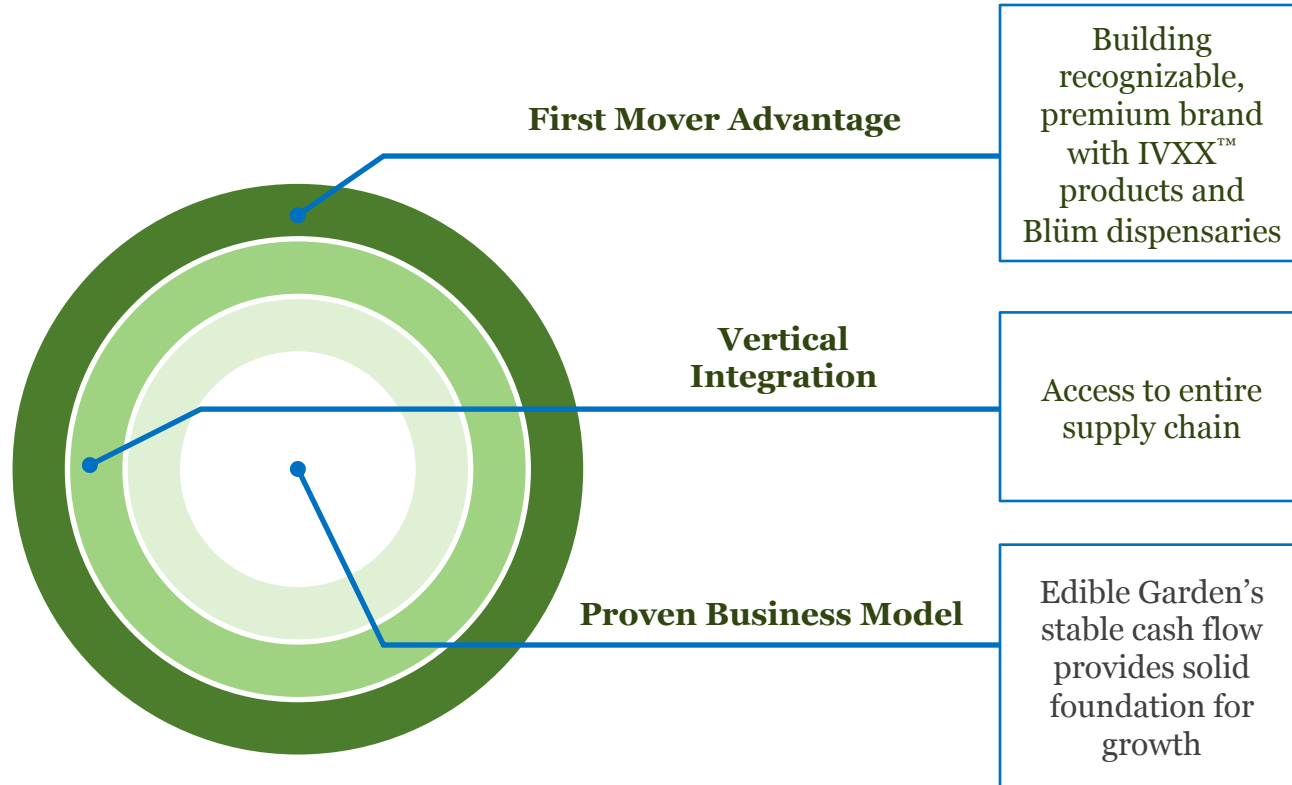 First Mover Advantage
Building
recognizable,
premium brand
with IVXX™
products and
Blüm dispensaries
Vertical
Integration
Access to entire
supply chain
Proven Business Model
Edible Garden’s
stable cash flow
provides solid
foundation for
growth